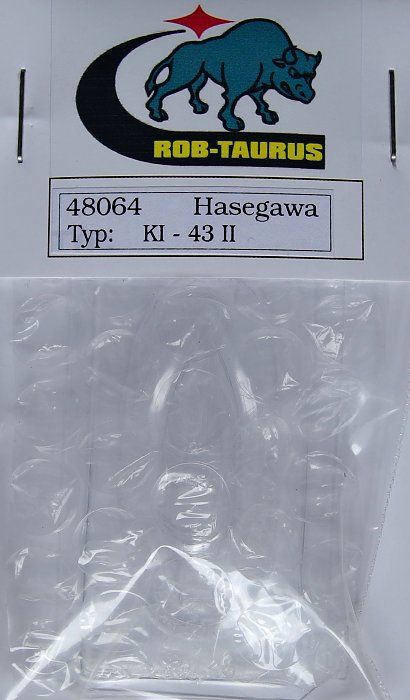 ROB-TAURUS
48064 Hasegawa
Typ: KI - 43 II